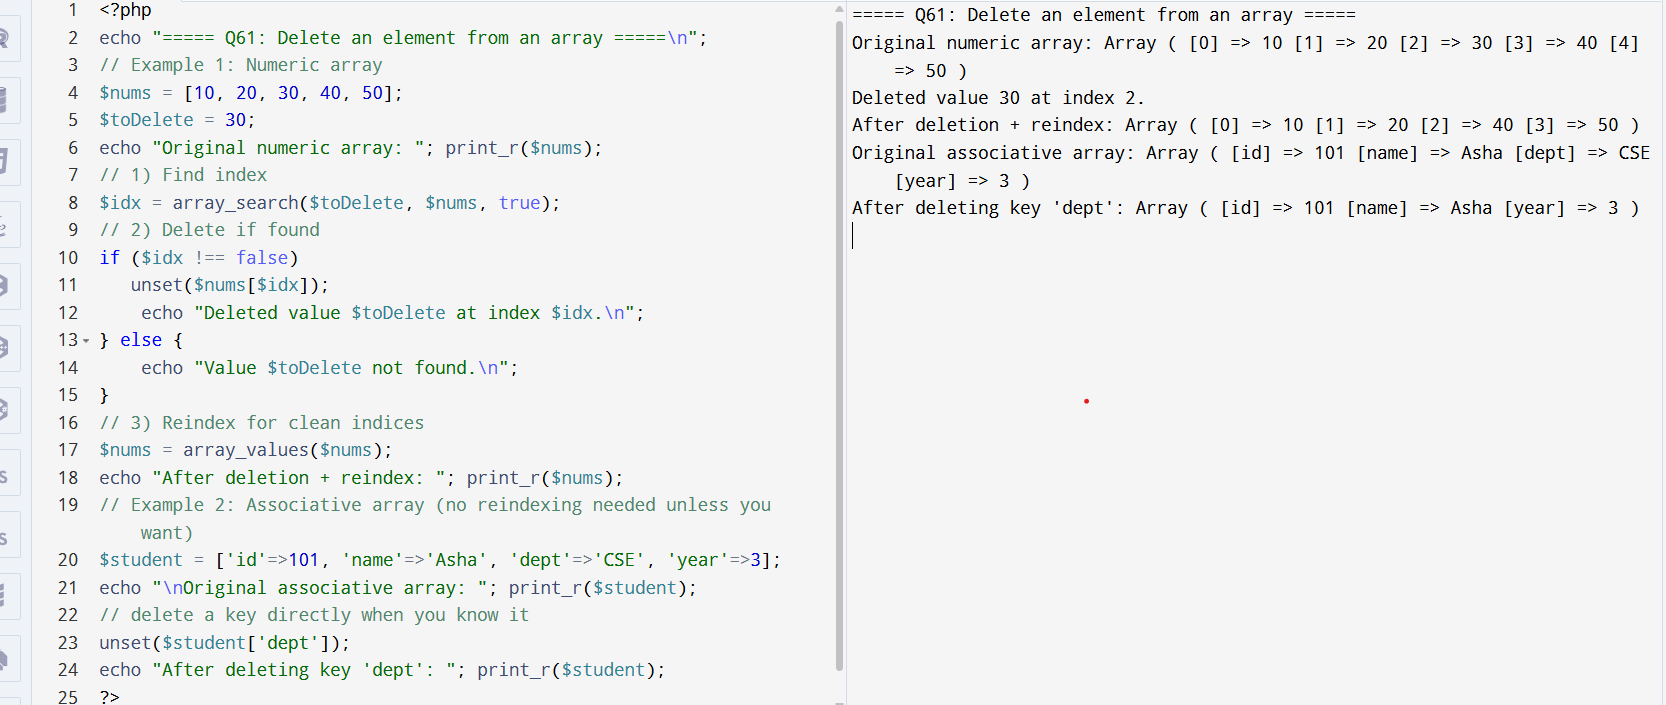 1 <?php
2 echo "===== Q61: Delete an element from an array =====\n";
3 // Example 1: Numeric array
4 $nums = [10, 20, 30, 40, 50];
5 $toDelete = 30;
6 echo "Original numeric array: "; print_r($nums);
7 // 1) Find index
8 $idx = array_search($toDelete, $nums, true);
9 // 2) Delete if found
10 if ($idx !== false)
11 unset($nums[$idx]);
12 echo "Deleted value $toDelete at index $idx.\n";
13 } else {
14 echo "Value $toDelete not found.\n";
15 }
16 // 3) Reindex for clean indices
17 $nums = array_values($nums);
18 echo "After deletion + reindex: "; print_r($nums);
19 // Example 2: Associative array (no reindexing needed unless you
want)
20 $student = ['id'=>101, 'name'=>'Asha', 'dept'=>'CSE', 'year'=>3];
21 echo "\nOriginal associative array: "; print_r($student);
22 // delete a key directly when you know it
23 unset($student['dept']);
24 echo "After deleting key 'dept': "; print_r($student);
25 ?>
===== Q61: Delete an element from an array =====
Original numeric array: Array ( [0] => 10 [1] => 20 [2] => 30 [3] => 40 [4]
=> 50 )
Deleted value 30 at index 2.
After deletion + reindex: Array ( [0] => 10 [1] => 20 [2] => 40 [3] => 50 )
Original associative array: Array ( [id] => 101 [name] => Asha [dept] => CSE
[year] => 3 )
After deleting key 'dept': Array ( [id] => 101 [name] => Asha [year] => 3 )